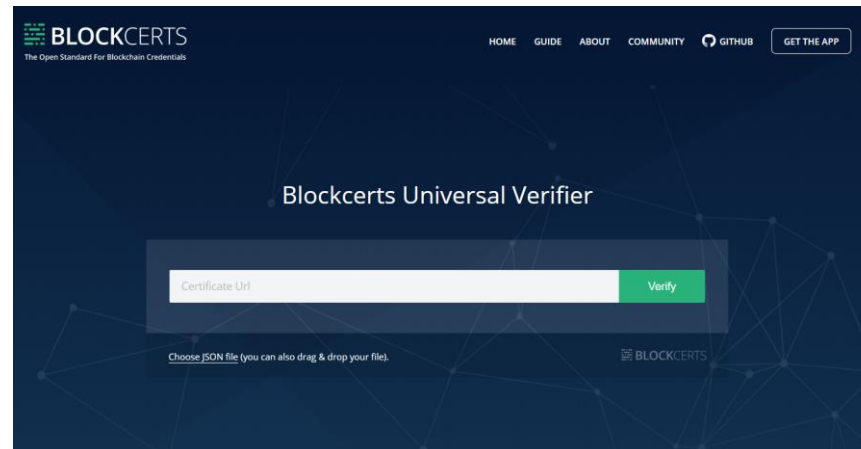 BLOCKCERTS
The Open Standard For Blockchain Credentials
HOME GUIDE ABOUT COMMUNITY GITHUB GET THE APP
Blockcerts Universal Verifier
Certificate Url Verify
Choose JSON file (you can also drag & drop your file).
BLOCKCERTS